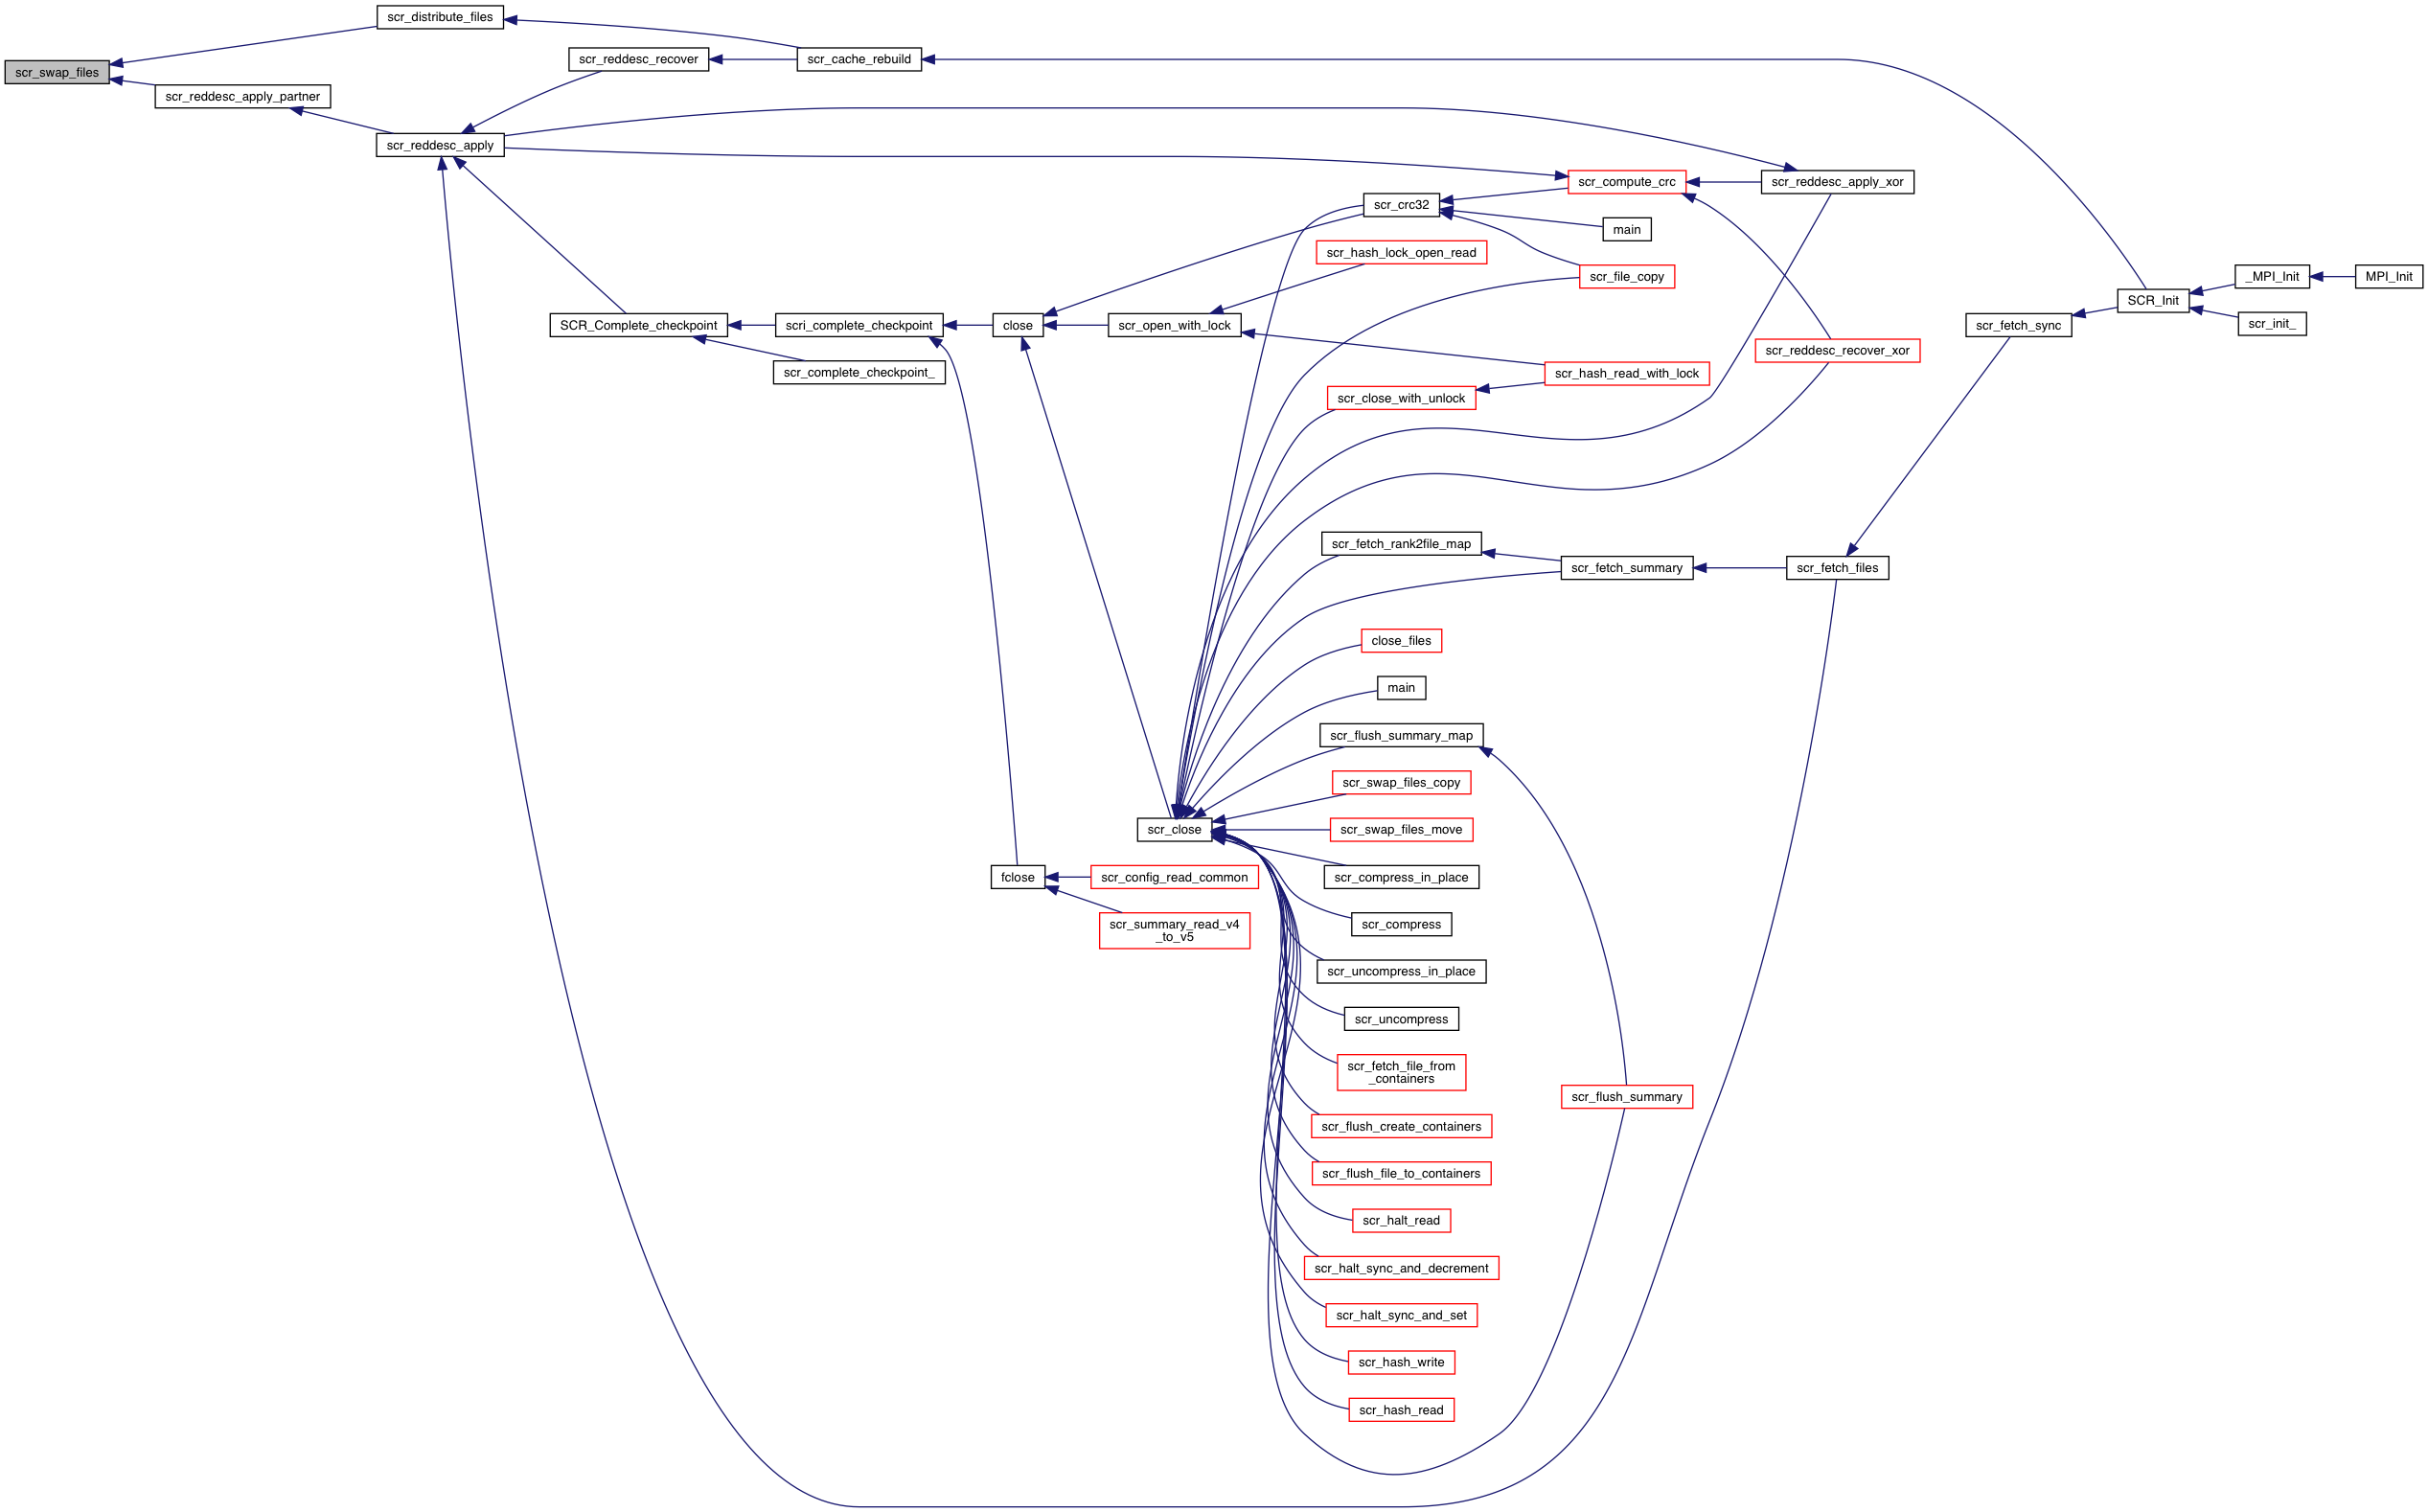 scr_distribute_files
scr_reddesc_recover
scr_cache_rebuild
scr_swap_files
scr_reddesc_apply_partner
scr_reddesc_apply
scr_compute_crc
scr_reddesc_apply_xor
scr_crc32
main
scr_hash_lock_open_read
scr_file_copy
_MPI_Init
MPI_Init
SCR_Init
scr_init_
SCR_Complete_checkpoint
scri_complete_checkpoint
close
scr_open_with_lock
scr_fetch_sync
scr_reddesc_recover_xor
scr_complete_checkpoint_
scr_hash_read_with_lock
scr_close_with_unlock
scr_fetch_rank2file_map
scr_fetch_summary
scr_fetch_files
close_files
main
scr_flush_summary_map
scr_swap_files_copy
scr_close
scr_swap_files_move
fclose
scr_config_read_common
scr_compress_in_place
scr_summary_read_v4
_to_v5
scr_compress
scr_uncompress_in_place
scr_uncompress
scr_fetch_file_from
_containers
scr_flush_summary
scr_flush_create_containers
scr_flush_file_to_containers
scr_halt_read
scr_halt_sync_and_decrement
scr_halt_sync_and_set
scr_hash_write
scr_hash_read